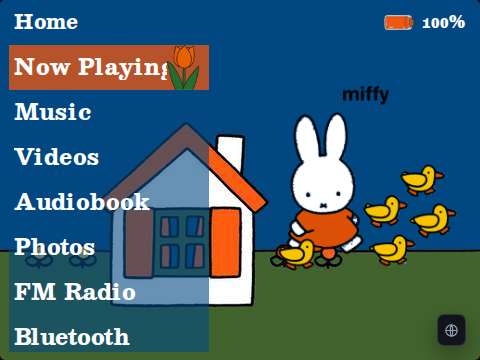 Home
100%
Now Playing
miffy
Music
Videos
Audiobook
Photos
FM Radio
Bluetooth